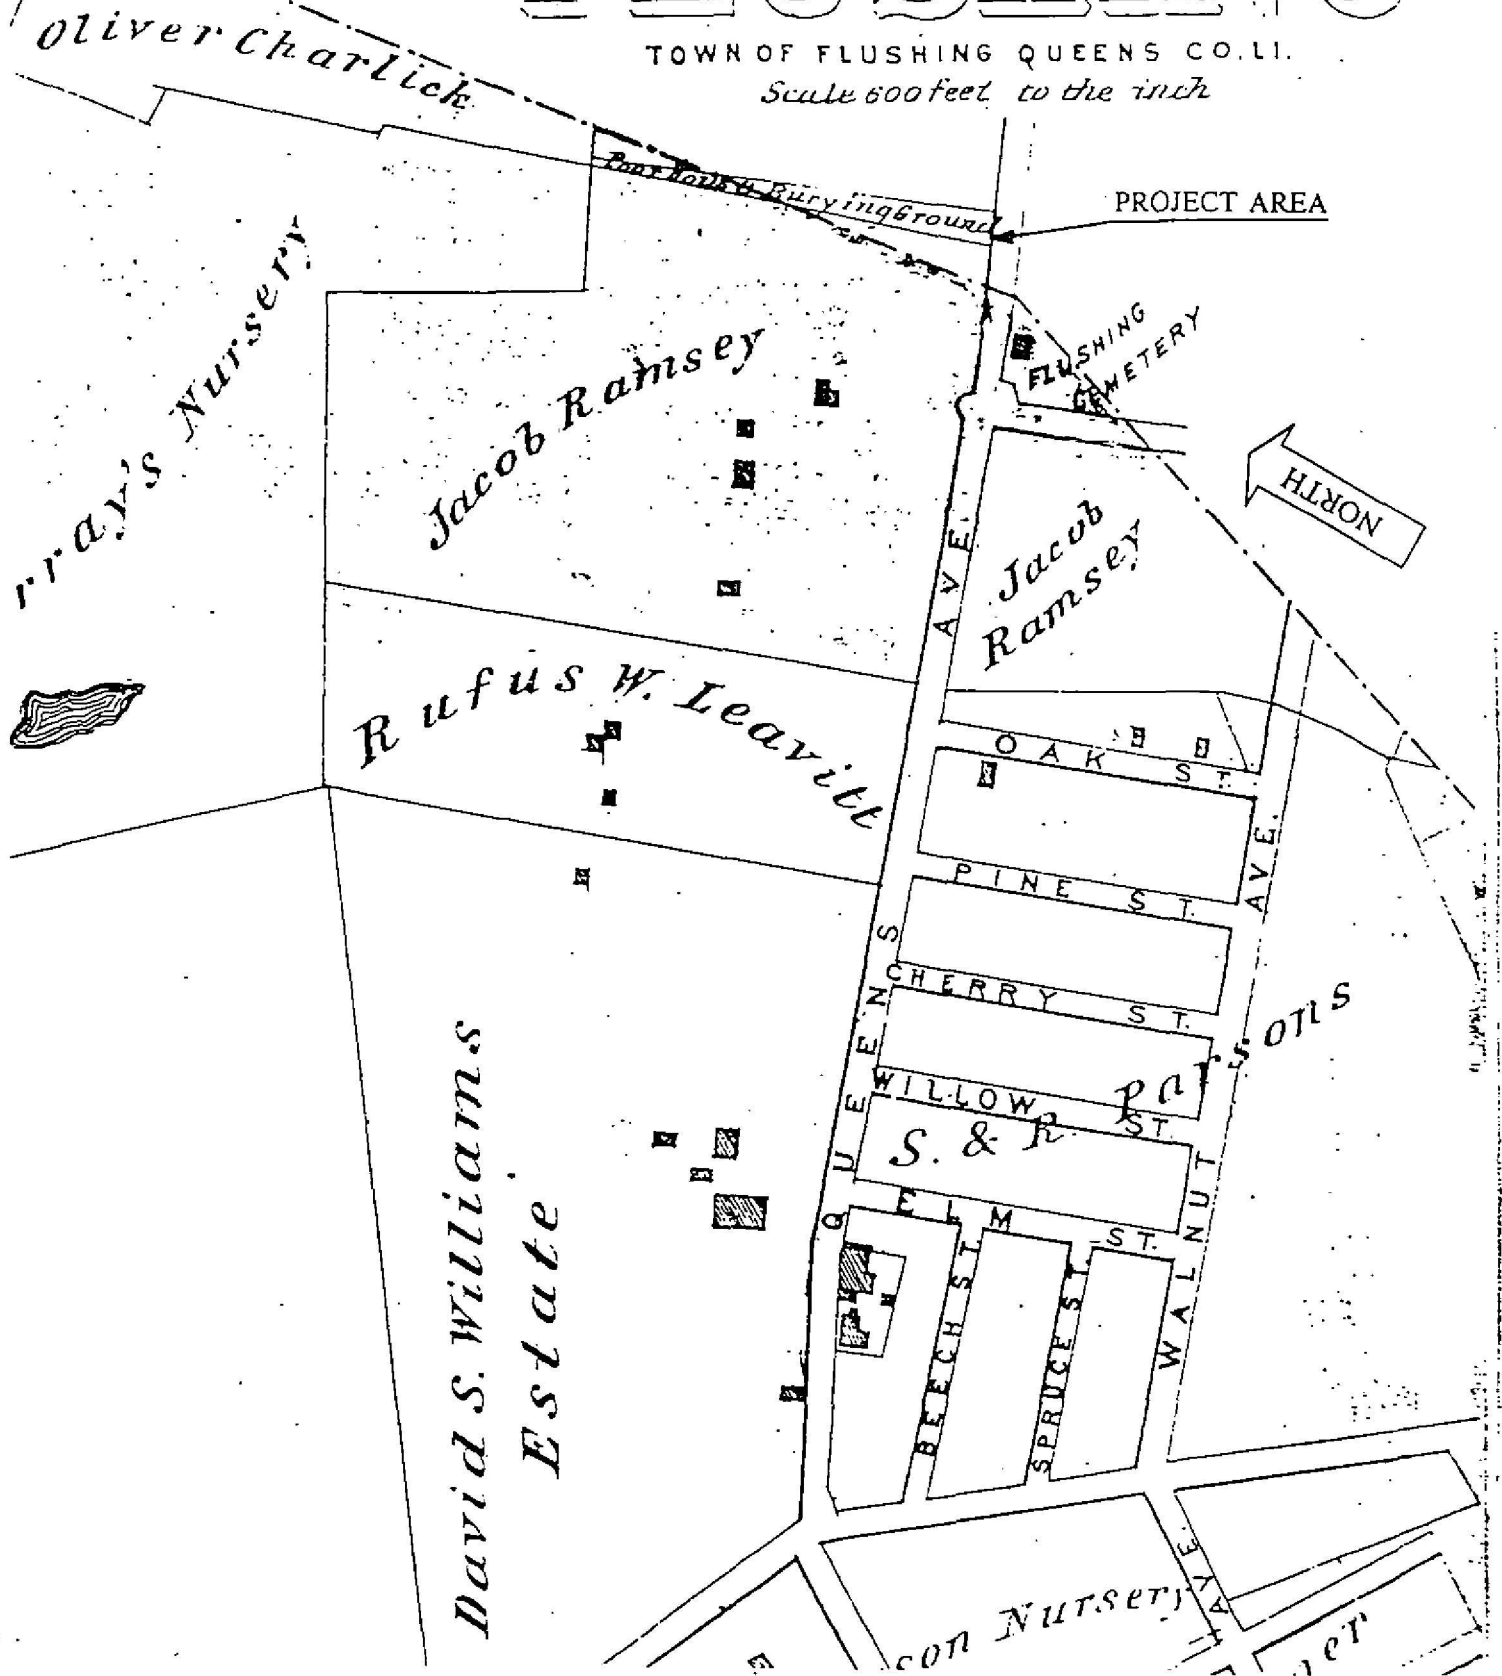 TOWN OF FLUSHING QUEENS CO. L.I.
Scale 600 feet to the inch
Oliver Charlick
Poor House Burying Ground
PROJECT AREA
FLUSHING
CEMETERY
NORTH
rray's Nursery
Jacob Ramsey
Jacob
Ramsey
Rufus W. Leavitt
QUEENS AVE.
OAK ST.
PINE ST.
CHERRY ST.
WILLOW ST.
S. & R. Parsons
ELM ST.
BEECH ST.
SPRUCE ST.
WALNUT AVE.
David S. Williams
Estate
son Nursery
AVE.
ner